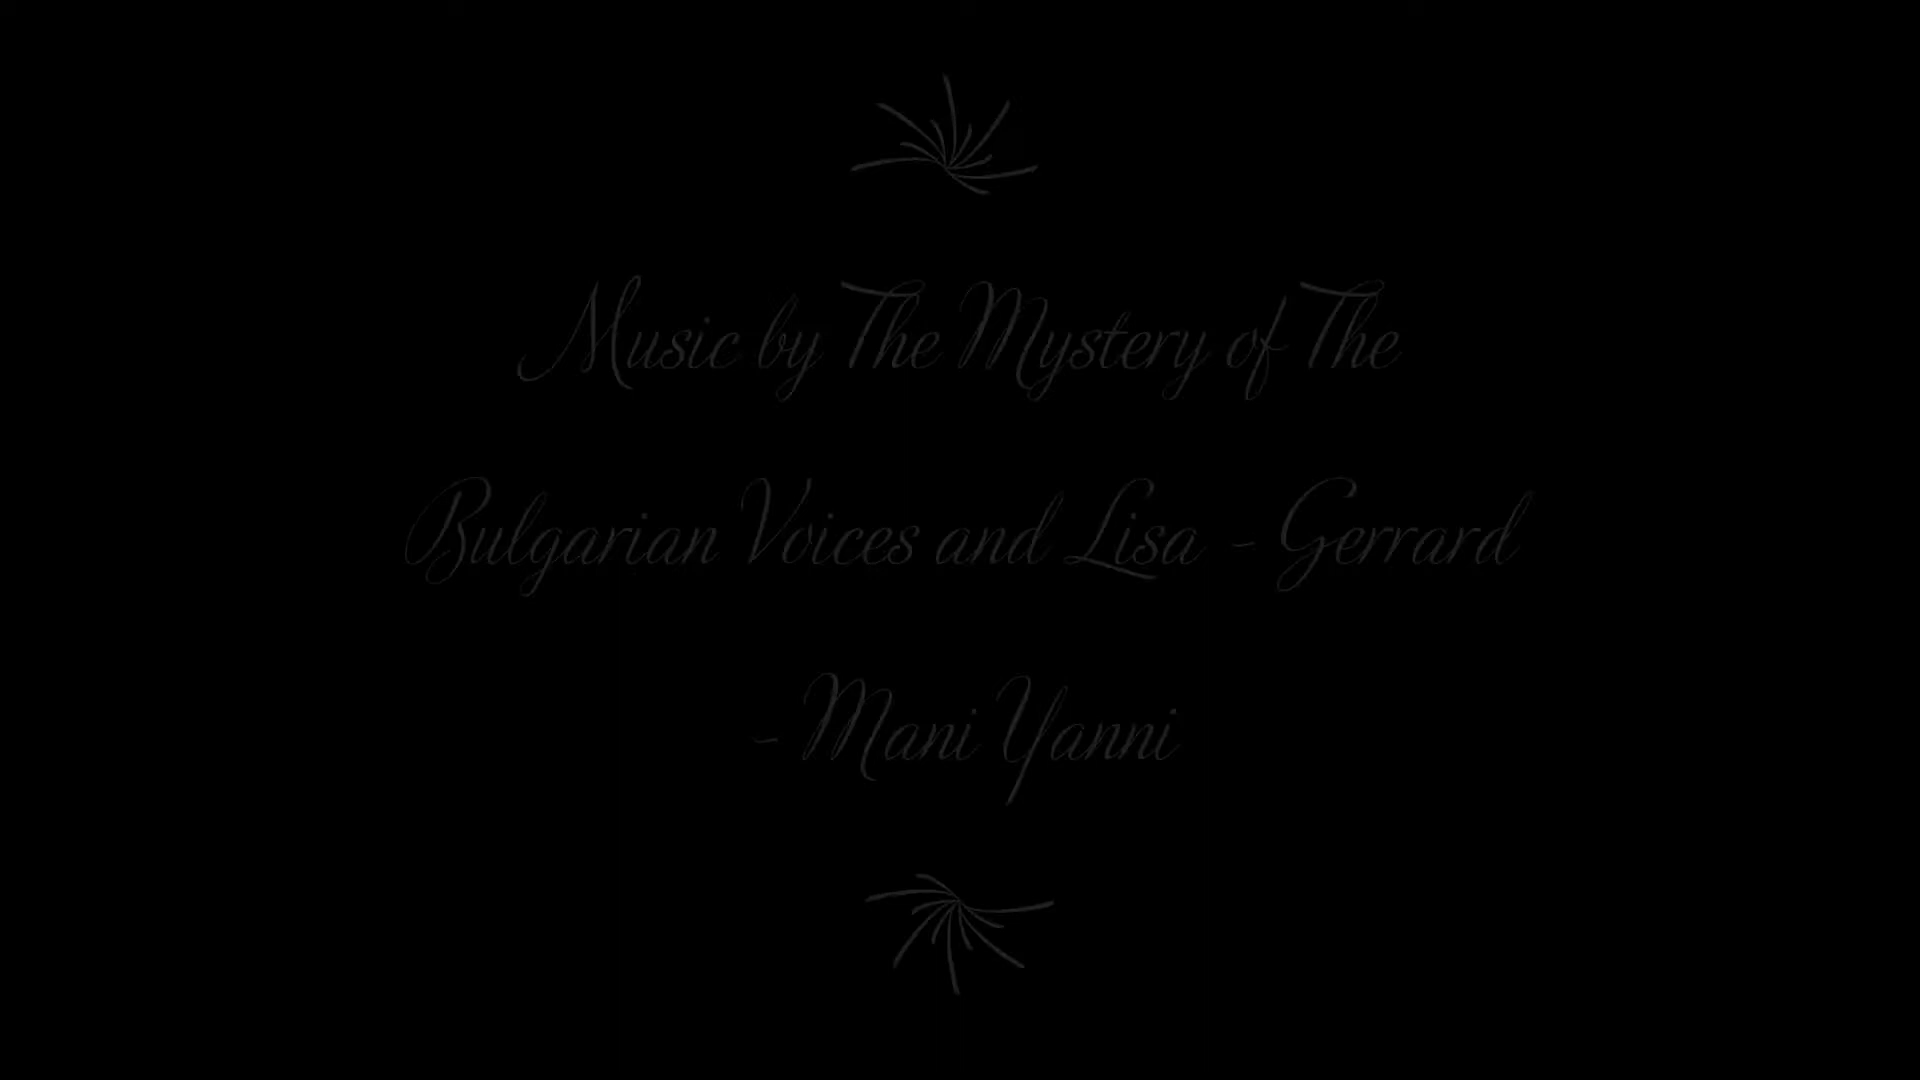 Music by The Mystery of The
Bulgarian Voices and Lisa - Gerrard
- Mani Yanni